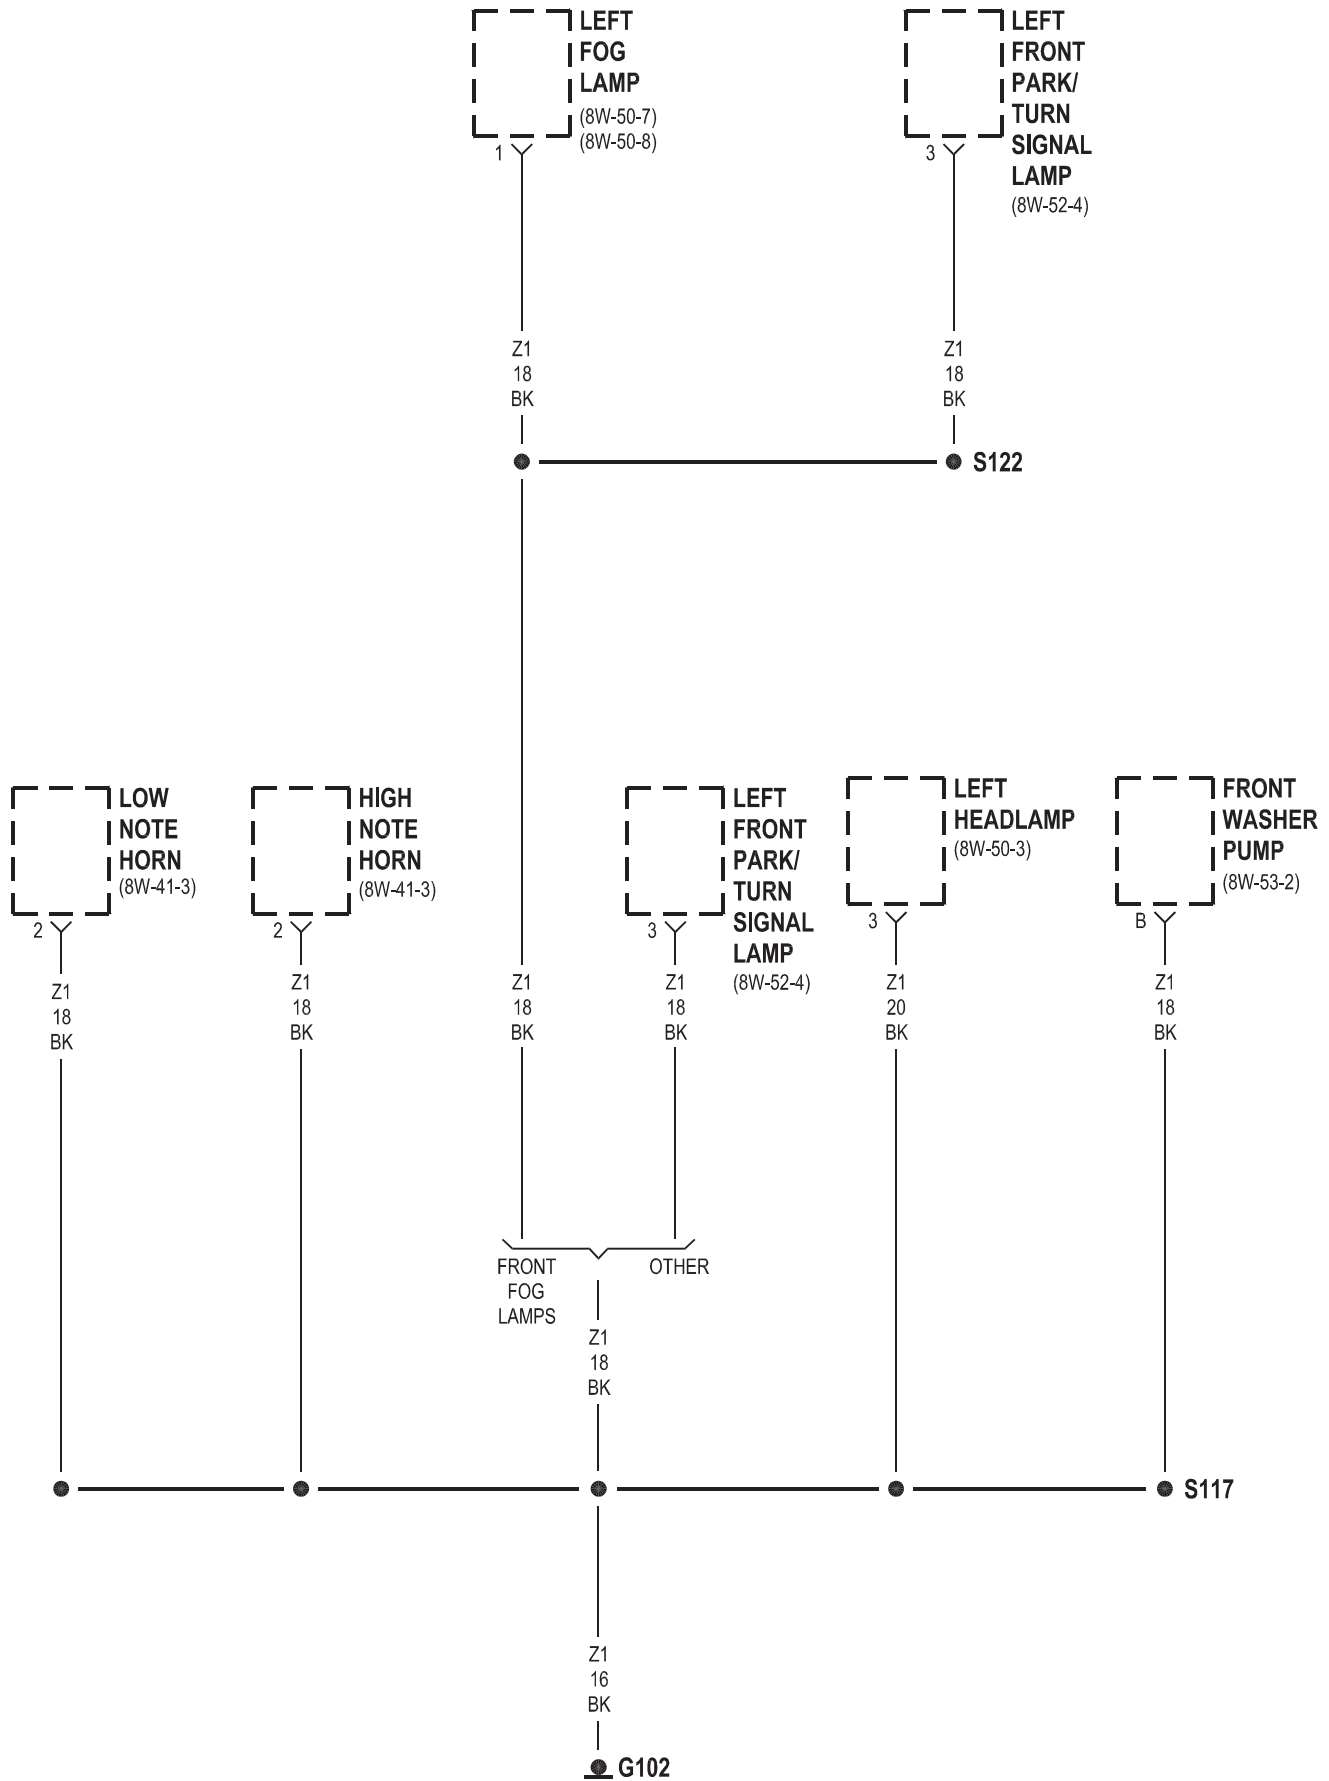 LEFT
FOG
LAMP
(8W-50-7)
(8W-50-8)
1
LEFT
FRONT
PARK/
TURN
SIGNAL
LAMP
(8W-52-4)
3
Z1
18
BK
Z1
18
BK
S122
LOW
NOTE
HORN
(8W-41-3)
2
HIGH
NOTE
HORN
(8W-41-3)
2
LEFT
FRONT
PARK/
TURN
SIGNAL
LAMP
(8W-52-4)
3
LEFT
HEADLAMP
(8W-50-3)
3
FRONT
WASHER
PUMP
(8W-53-2)
B
Z1
18
BK
Z1
18
BK
Z1
18
BK
Z1
18
BK
Z1
20
BK
Z1
18
BK
FRONT
FOG
LAMPS
OTHER
Z1
18
BK
S117
Z1
16
BK
G102